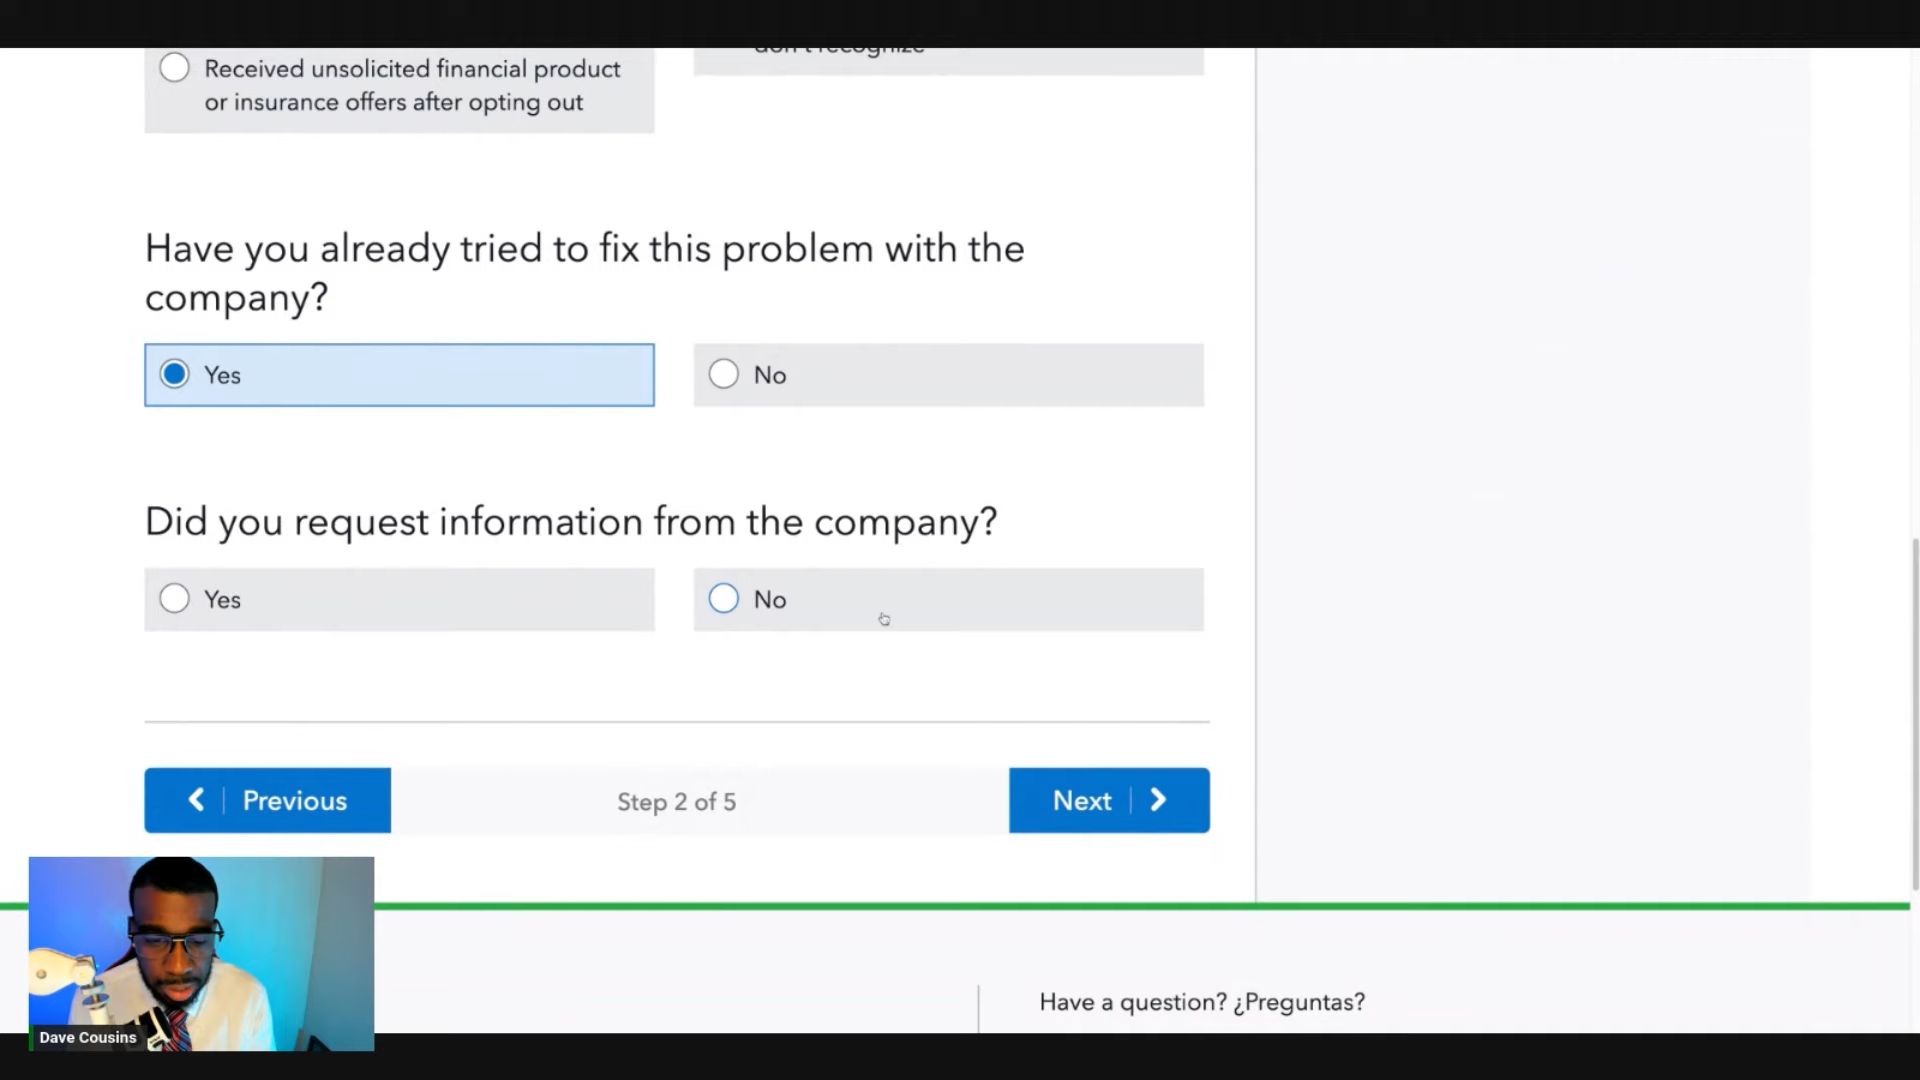 don't recognize
Received unsolicited financial product
or insurance offers after opting out
Have you already tried to fix this problem with the
company?
Yes
No
Did you request information from the company?
Yes
No
Previous
Step 2 of 5
Next
Have a question? ¿Preguntas?
Dave Cousins